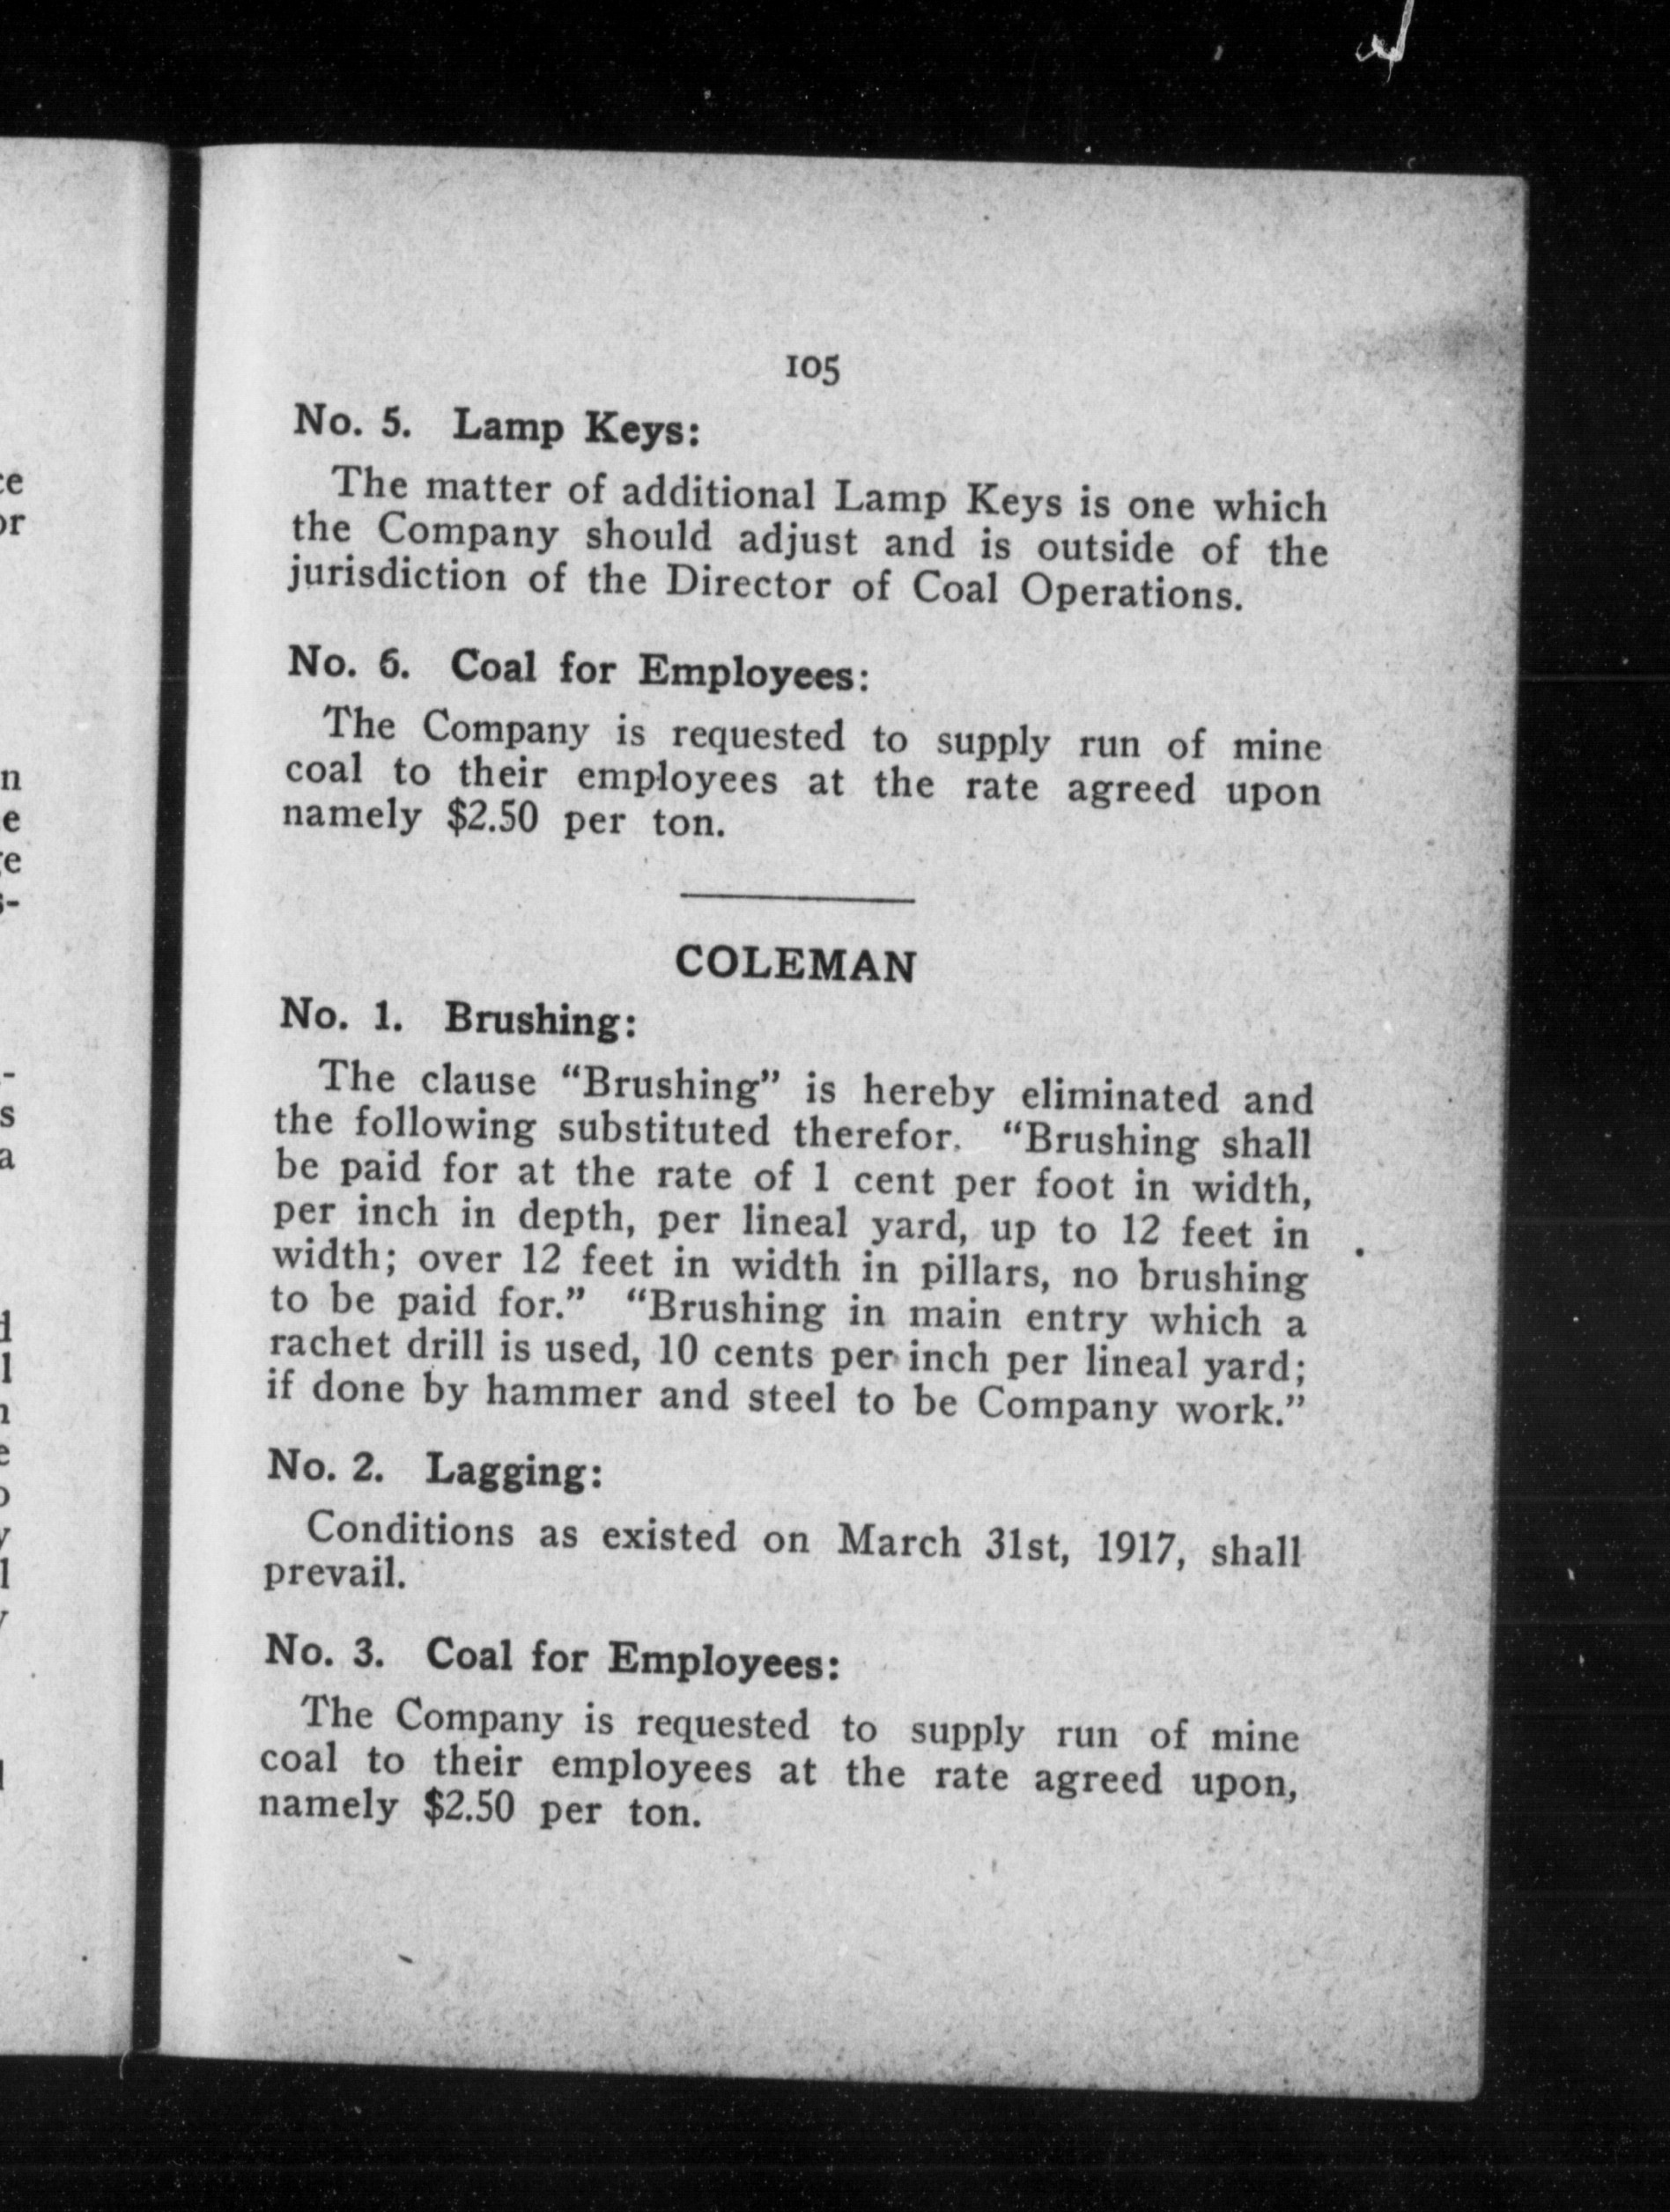 105
No. 5. Lamp Keys:
The matter of additional Lamp Keys is one which
the Company should adjust and is outside of the
jurisdiction of the Director of Coal Operations.
No. 6. Coal for Employees:
The Company is requested to supply run of mine
coal to their employees at the rate agreed upon
namely $2.50 per ton.
COLEMAN
No. 1. Brushing:
The clause “Brushing” is hereby eliminated and
the following substituted therefor. “Brushing shall
be paid for at the rate of 1 cent per foot in width,
per inch in depth, per lineal yard, up to 12 feet in
width; over 12 feet in width in pillars, no brushing
to be paid for.” “Brushing in main entry which a
rachet drill is used, 10 cents per inch per lineal yard;
if done by hammer and steel to be Company work.”
No. 2. Lagging:
Conditions as existed on March 31st, 1917, shall
prevail.
No. 3. Coal for Employees:
The Company is requested to supply run of mine
coal to their employees at the rate agreed upon,
namely $2.50 per ton.